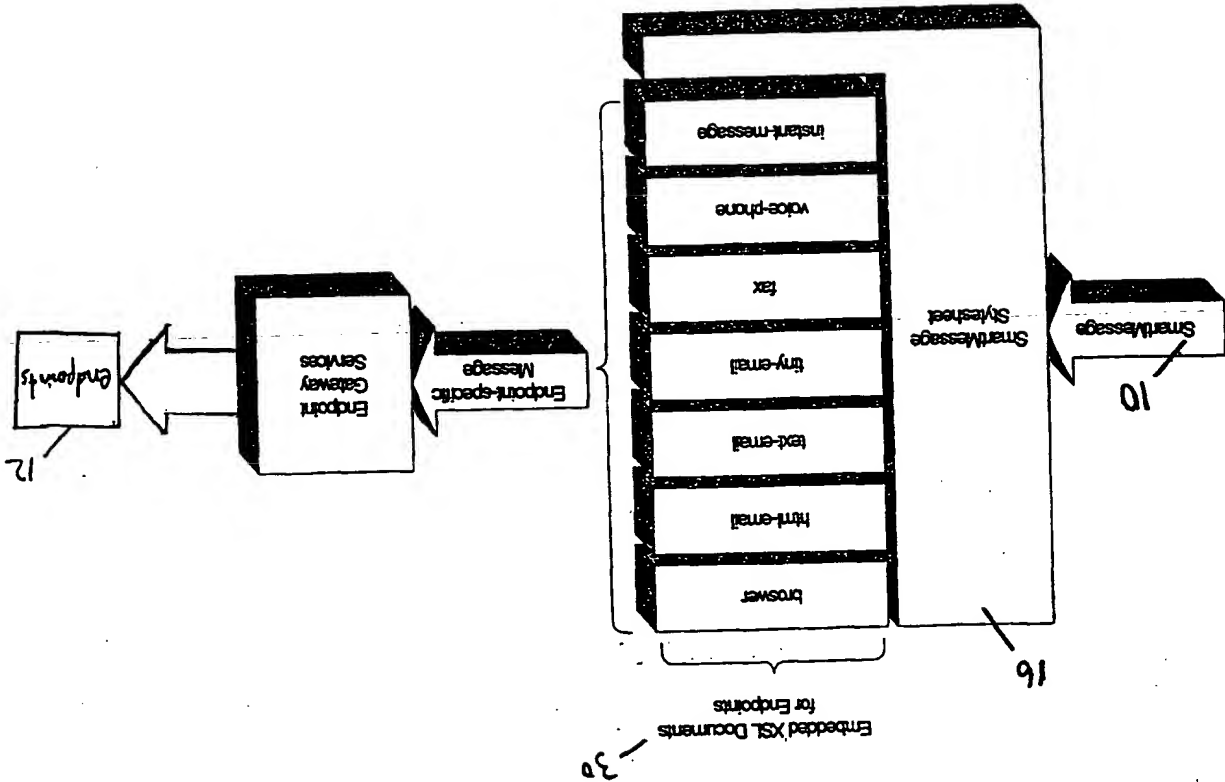 30
Embedded XSL Documents
for Endpoints
16
10
SmartMessage
SmartMessage
Stylesheet
broswer
html-email
text-email
tiny-email
fax
voice-phone
instant-message
Endpoint-specific
Message
Endpoint
Gateway
Services
12
Endpoints